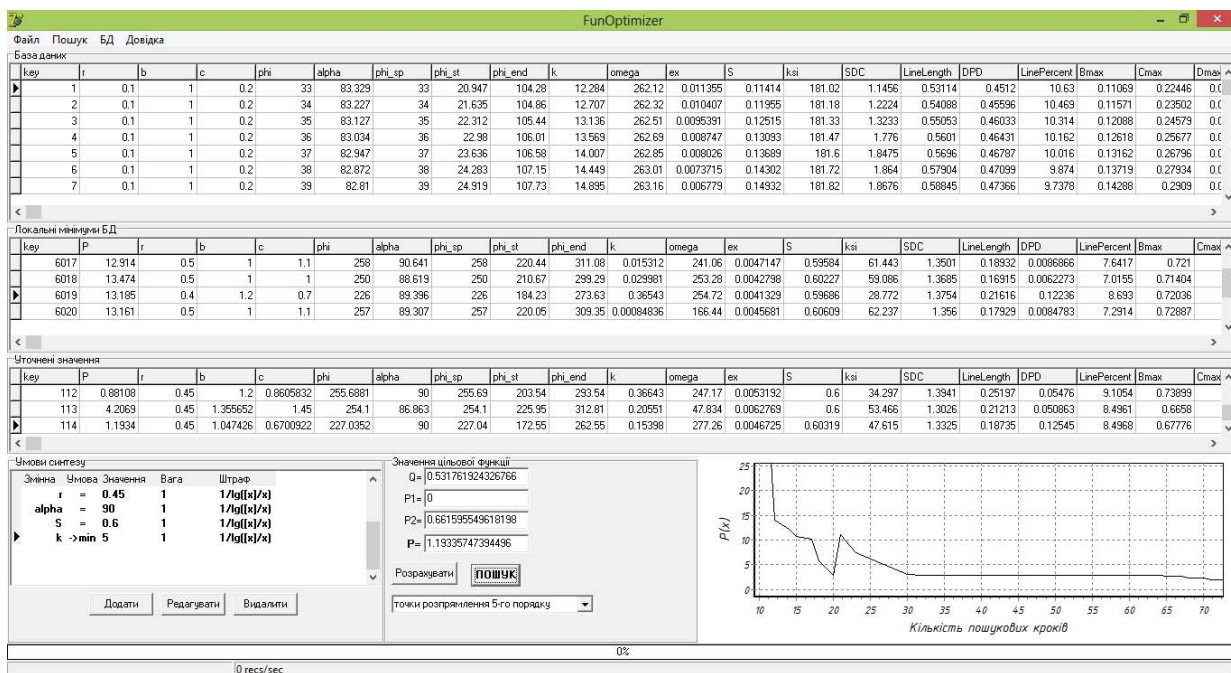 FunOptimizer
Файл Пошук БД Довідка
База даних
key r b c phi alpha phi_sp phi_st phi_end k omega ex S ksi SDC LineLength DPD LinePercent Bmax Cmax Dmax
1 0.1 1 0.2 33 83.329 33 20.947 104.28 12.284 262.12 0.011355 0.11414 181.02 1.1456 0.53114 0.4512 10.63 0.11069 0.22446
2 0.1 1 0.2 34 83.227 34 21.635 104.86 12.707 262.32 0.010407 0.11955 181.18 1.2224 0.54088 0.45596 10.469 0.11571 0.23502
3 0.1 1 0.2 35 83.127 35 22.312 105.44 13.136 262.51 0.0095391 0.12515 181.33 1.3233 0.55053 0.46033 10.314 0.12088 0.24579
4 0.1 1 0.2 36 83.034 36 22.98 106.01 13.569 262.69 0.008747 0.13093 181.47 1.776 0.5601 0.46431 10.162 0.12618 0.25677
5 0.1 1 0.2 37 82.947 37 23.636 106.58 14.007 262.85 0.008026 0.13689 181.6 1.8475 0.5696 0.46787 10.016 0.13162 0.26796
6 0.1 1 0.2 38 82.872 38 24.283 107.15 14.449 263.01 0.0073715 0.14302 181.72 1.864 0.57904 0.47099 9.874 0.13719 0.27934
7 0.1 1 0.2 39 82.81 39 24.919 107.73 14.895 263.16 0.006779 0.14932 181.82 1.8676 0.58845 0.47366 9.7378 0.14288 0.2909
Локальні мінімуми БД
key P r b c phi alpha phi_sp phi_st phi_end k omega ex S ksi SDC LineLength DPD LinePercent Bmax Cmax
6017 12.914 0.5 1 1.1 258 90.641 258 220.44 311.08 0.015312 241.06 0.0047147 0.59584 61.443 1.3501 0.18932 0.0086866 7.6417 0.721
6018 13.474 0.5 1 1 250 88.619 250 210.67 299.29 0.029981 253.28 0.0042798 0.60227 59.086 1.3685 0.16915 0.0062273 7.0155 0.71404
6019 13.185 0.4 1.2 0.7 226 89.396 226 184.23 273.63 0.36543 254.72 0.0041329 0.59686 28.772 1.3754 0.21616 0.12236 8.693 0.72036
6020 13.161 0.5 1 1.1 257 89.307 257 220.05 309.35 0.00084836 166.44 0.0045681 0.60609 62.237 1.356 0.17929 0.0084783 7.2914 0.72887
Уточнені значення
key P r b c phi alpha phi_sp phi_st phi_end k omega ex S ksi SDC LineLength DPD LinePercent Bmax Cmax
112 0.88108 0.45 1.2 0.8605832 255.6881 90 255.69 203.54 293.54 0.36643 247.17 0.0053192 0.6 34.297 1.3941 0.25197 0.05476 9.1054 0.73899
113 4.2069 0.45 1.355652 1.45 254.1 86.863 254.1 225.95 312.81 0.20551 47.834 0.0062769 0.6 53.466 1.3026 0.21213 0.050863 8.4961 0.6658
114 1.1934 0.45 1.047426 0.6700922 227.0352 90 227.04 172.55 262.55 0.15398 277.26 0.0046725 0.60319 47.615 1.3325 0.18735 0.12545 8.4968 0.67776
Умови синтезу
Змінна Умова Значення Вага Штраф
r = 0.45 1 1/lg([x]/x)
alpha = 90 1 1/lg([x]/x)
S = 0.6 1 1/lg([x]/x)
k ->min 5 1 1/lg([x]/x)
Додати Редагувати Видалити
Значення цільової функції
Q= 0.531761924326766
P1= 0
P2= 0.661595549618198
P= 1.19335747394496
Розрахувати ПОШУК
точки розпрямлення 5-го порядку
P(x)
25
20
15
10
5
0
10 15 20 25 30 35 40 45 50 55 60 65 70
Кількість пошукових кроків
0%
0 recs/sec